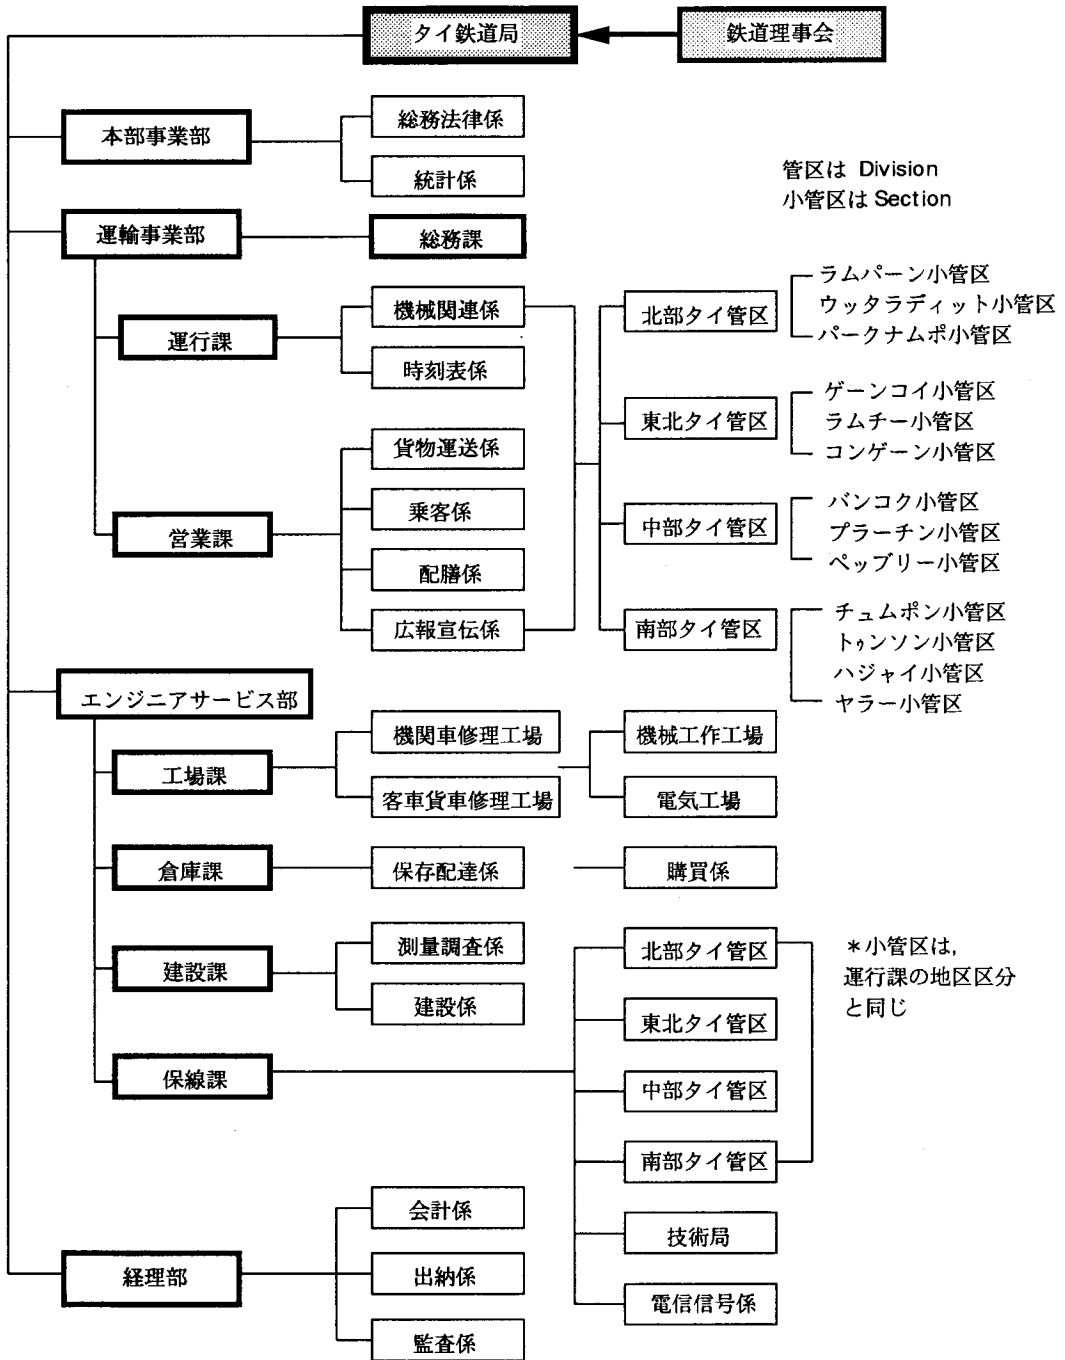 タイ鉄道局
鉄道理事会
本部事業部
総務法律係
統計係
管区は Division
小管区は Section
運輸事業部
総務課
運行課
機械関連係
時刻表係
北部タイ管区
ラムパーン小管区
ウッタラディット小管区
パークナムポ小管区
東北タイ管区
ゲーンコイ小管区
ラムチー小管区
コンゲーン小管区
営業課
貨物運送係
乗客係
配膳係
広報宣伝係
中部タイ管区
バンコク小管区
プラーチン小管区
ペップリー小管区
南部タイ管区
チュムポン小管区
トゥンソン小管区
ハジャイ小管区
ヤラー小管区
エンジニアサービス部
工場課
機関車修理工場
客車貨車修理工場
機械工作工場
電気工場
倉庫課
保存配達係
購買係
建設課
測量調査係
建設係
保線課
北部タイ管区
東北タイ管区
中部タイ管区
南部タイ管区
技術局
電信信号係
*小管区は,
運行課の地区区分
と同じ
経理部
会計係
出納係
監査係